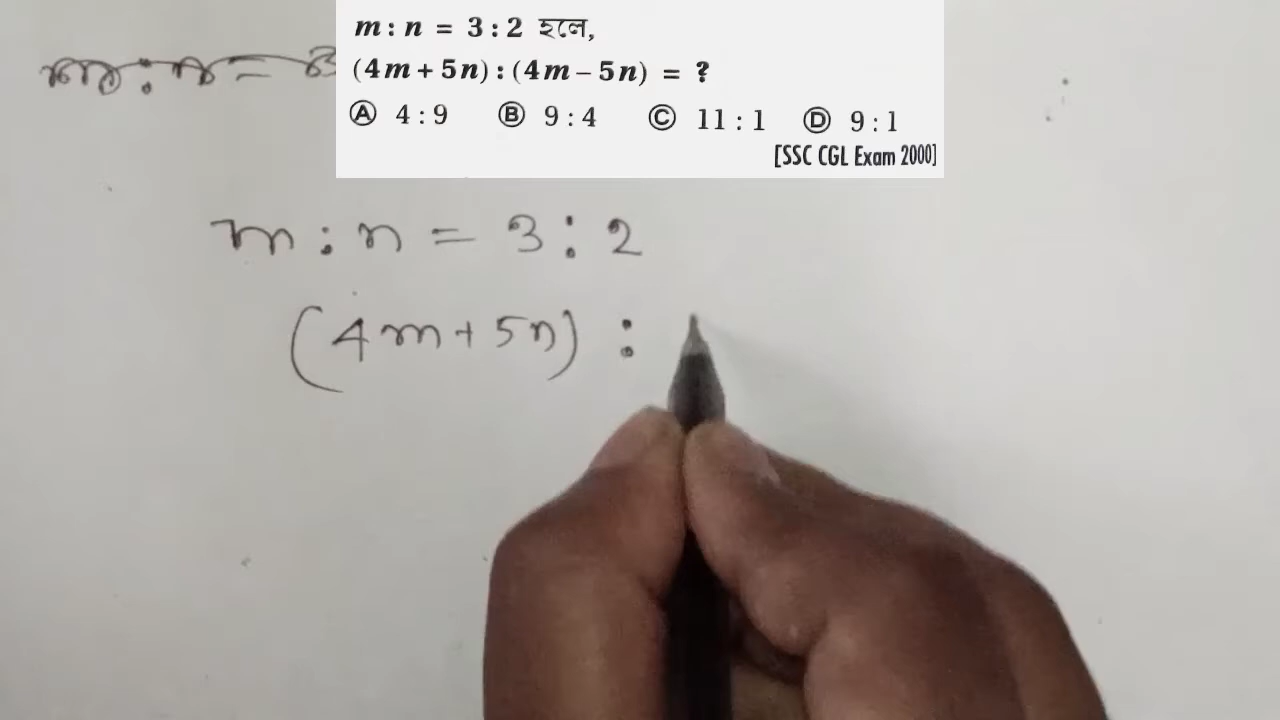 m : n = 3 : 2 হলে,
(4m + 5n) : (4m – 5n) = ?
Ⓐ 4 : 9 Ⓑ 9 : 4 Ⓒ 11 : 1 Ⓓ 9 : 1
[SSC CGL Exam 2000]
m : n = 3
m : n = 3 : 2
(4m + 5n) :